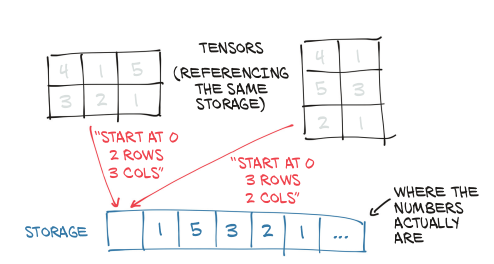 TENSORS
(REFERENCING
THE SAME
STORAGE)
4 1 5
3 2 1
4 1
5 3
2 1
"START AT 0
2 ROWS
3 COLS"
"START AT 0
3 ROWS
2 COLS"
WHERE THE
NUMBERS
ACTUALLY
ARE
STORAGE
1 5 3 2 1 ...